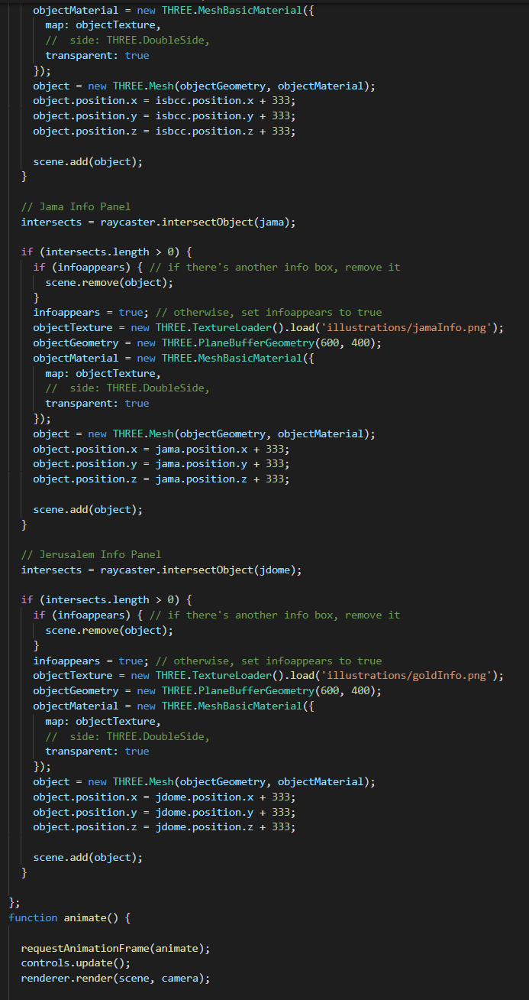 objectMaterial = new THREE.MeshBasicMaterial({
      map: objectTexture,
      //  side: THREE.DoubleSide,
      transparent: true
    });
    object = new THREE.Mesh(objectGeometry, objectMaterial);
    object.position.x = isbcc.position.x + 333;
    object.position.y = isbcc.position.y + 333;
    object.position.z = isbcc.position.z + 333;

    scene.add(object);
  }

  // Jama Info Panel
  intersects = raycaster.intersectObject(jama);

  if (intersects.length > 0) {
    if (infoappears) { // if there's another info box, remove it
      scene.remove(object);
    }
    infoappears = true; // otherwise, set infoappears to true
    objectTexture = new THREE.TextureLoader().load('illustrations/jamaInfo.png');
    objectGeometry = new THREE.PlaneBufferGeometry(600, 400);
    objectMaterial = new THREE.MeshBasicMaterial({
      map: objectTexture,
      //  side: THREE.DoubleSide,
      transparent: true
    });
    object = new THREE.Mesh(objectGeometry, objectMaterial);
    object.position.x = jama.position.x + 333;
    object.position.y = jama.position.y + 333;
    object.position.z = jama.position.z + 333;

    scene.add(object);
  }

  // Jerusalem Info Panel
  intersects = raycaster.intersectObject(jdome);

  if (intersects.length > 0) {
    if (infoappears) { // if there's another info box, remove it
      scene.remove(object);
    }
    infoappears = true; // otherwise, set infoappears to true
    objectTexture = new THREE.TextureLoader().load('illustrations/goldInfo.png');
    objectGeometry = new THREE.PlaneBufferGeometry(600, 400);
    objectMaterial = new THREE.MeshBasicMaterial({
      map: objectTexture,
      //  side: THREE.DoubleSide,
      transparent: true
    });
    object = new THREE.Mesh(objectGeometry, objectMaterial);
    object.position.x = jdome.position.x + 333;
    object.position.y = jdome.position.y + 333;
    object.position.z = jdome.position.z + 333;

    scene.add(object);
  }

};
function animate() {

  requestAnimationFrame(animate);
  controls.update();
  renderer.render(scene, camera);